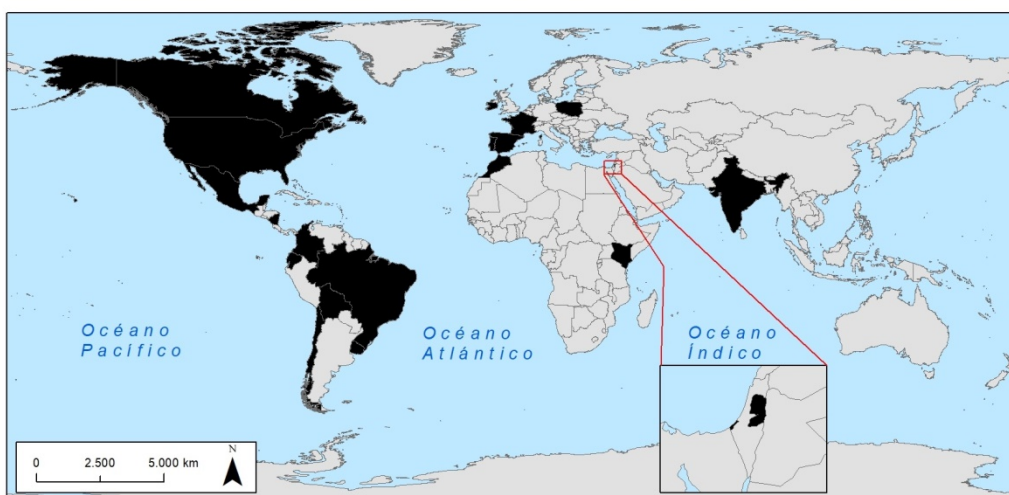 Océano
Pacífico
Océano
Atlántico
Océano
Índico
N
0 2.500 5.000 km